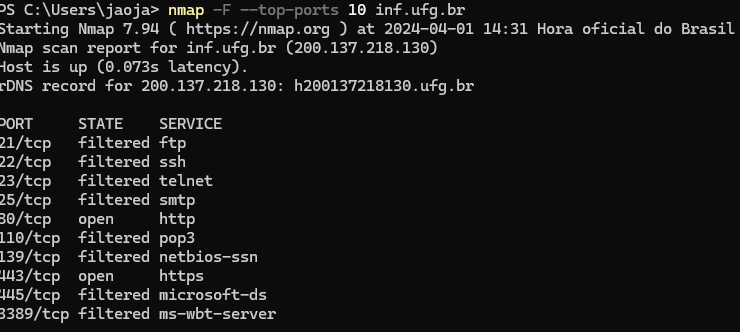 PS C:\Users\jaoja> nmap -F --top-ports 10 inf.ufg.br
Starting Nmap 7.94 ( https://nmap.org ) at 2024-04-01 14:31 Hora oficial do Brasil
Nmap scan report for inf.ufg.br (200.137.218.130)
Host is up (0.073s latency).
rDNS record for 200.137.218.130: h200137218130.ufg.br

PORT     STATE    SERVICE
21/tcp   filtered ftp
22/tcp   filtered ssh
23/tcp   filtered telnet
25/tcp   filtered smtp
80/tcp   open     http
110/tcp  filtered pop3
139/tcp  filtered netbios-ssn
443/tcp  open     https
445/tcp  filtered microsoft-ds
3389/tcp filtered ms-wbt-server